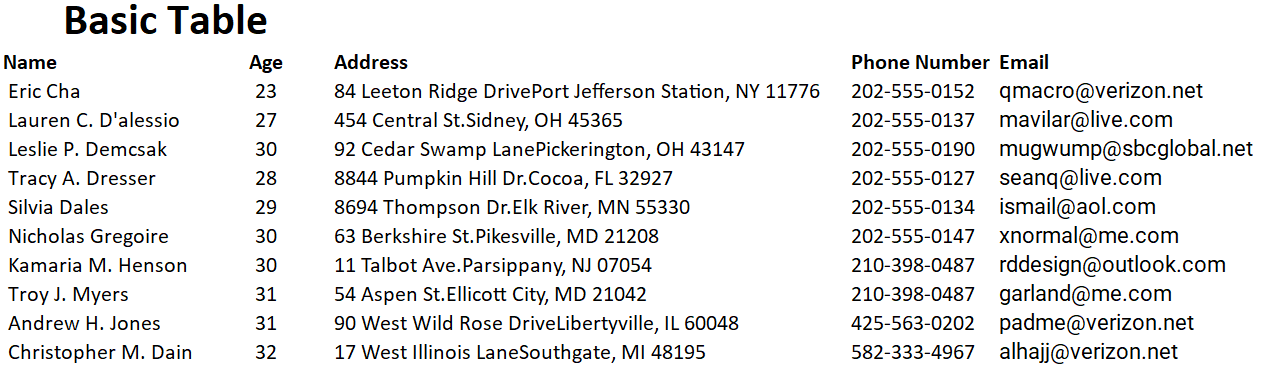 Basic Table
Name Age Address Phone Number Email
Eric Cha 23 84 Leeton Ridge DrivePort Jefferson Station, NY 11776 202-555-0152 qmacro@verizon.net
Lauren C. D'alessio 27 454 Central St.Sidney, OH 45365 202-555-0137 mavilar@live.com
Leslie P. Demcsak 30 92 Cedar Swamp LanePickerington, OH 43147 202-555-0190 mugwump@sbcglobal.net
Tracy A. Dresser 28 8844 Pumpkin Hill Dr.Cocoa, FL 32927 202-555-0127 seanq@live.com
Silvia Dales 29 8694 Thompson Dr.Elk River, MN 55330 202-555-0134 ismail@aol.com
Nicholas Gregoire 30 63 Berkshire St.Pikesville, MD 21208 202-555-0147 xnormal@me.com
Kamaria M. Henson 30 11 Talbot Ave.Parsippany, NJ 07054 210-398-0487 rddesign@outlook.com
Troy J. Myers 31 54 Aspen St.Ellicott City, MD 21042 210-398-0487 garland@me.com
Andrew H. Jones 31 90 West Wild Rose DriveLibertyville, IL 60048 425-563-0202 padme@verizon.net
Christopher M. Dain 32 17 West Illinois LaneSouthgate, MI 48195 582-333-4967 alhajj@verizon.net